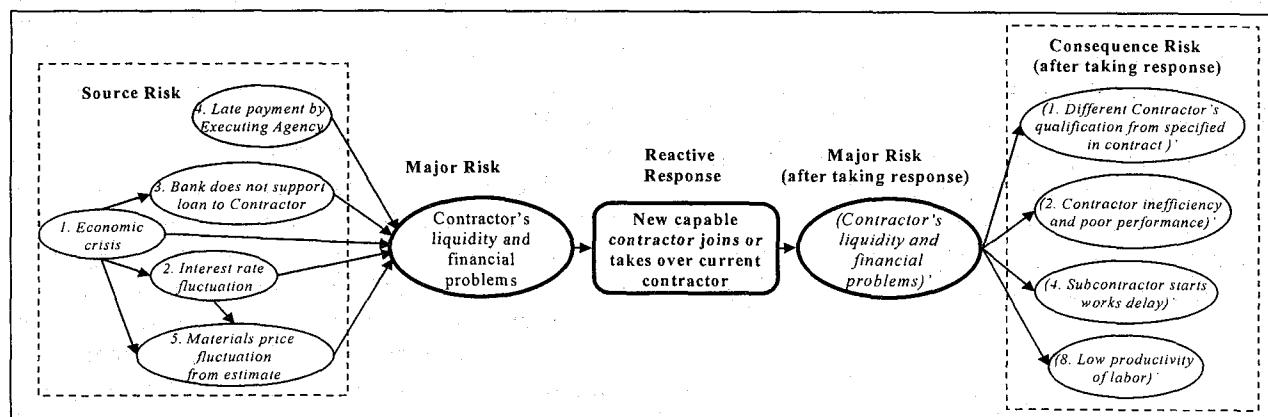 Source Risk
4. Late payment by
Executing Agency
3. Bank does not support
loan to Contractor
1. Economic
crisis
2. Interest rate
fluctuation
5. Materials price
fluctuation
from estimate
Major Risk
Contractor's
liquidity and
financial
problems
Reactive
Response
New capable
contractor joins or
takes over current
contractor
Major Risk
(after taking response)
(Contractor's
liquidity and
financial
problems)'
Consequence Risk
(after taking response)
(1. Different Contractor's
qualification from specified
in contract )'
(2. Contractor inefficiency
and poor performance)'
(4. Subcontractor starts
works delay)'
(8. Low productivity
of labor)'